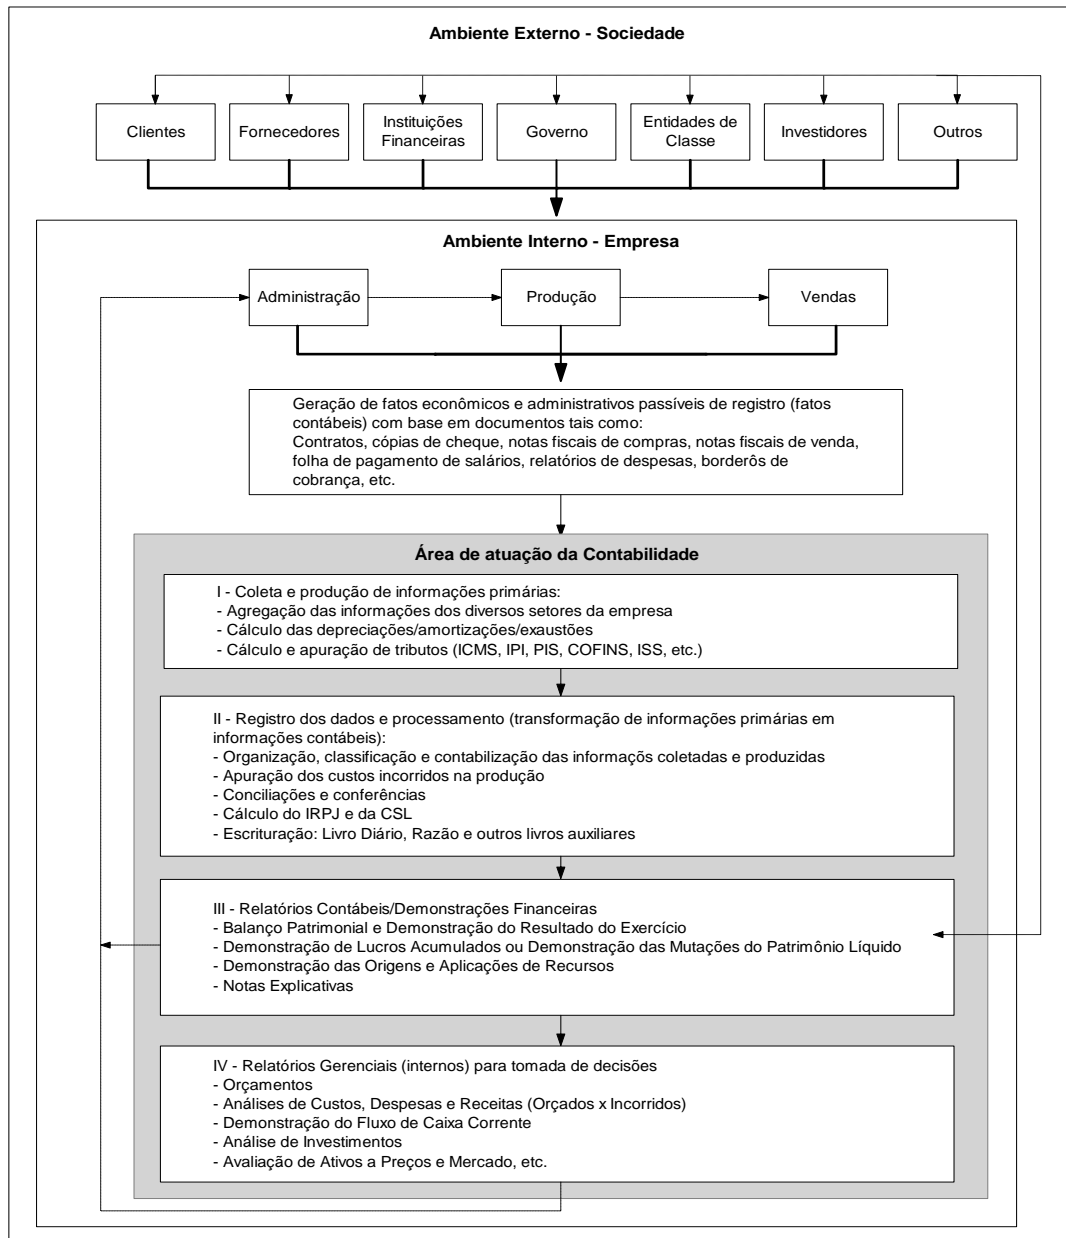 Ambiente Externo - Sociedade
Clientes
Fornecedores
Instituições
Financeiras
Governo
Entidades de
Classe
Investidores
Outros
Ambiente Interno - Empresa
Administração
Produção
Vendas
Geração de fatos econômicos e administrativos passíveis de registro (fatos
contábeis) com base em documentos tais como:
Contratos, cópias de cheque, notas fiscais de compras, notas fiscais de venda,
folha de pagamento de salários, relatórios de despesas, borderôs de
cobrança, etc.
Área de atuação da Contabilidade
I - Coleta e produção de informações primárias:
- Agregação das informações dos diversos setores da empresa
- Cálculo das depreciações/amortizações/exaustões
- Cálculo e apuração de tributos (ICMS, IPI, PIS, COFINS, ISS, etc.)
II - Registro dos dados e processamento (transformação de informações primárias em
informações contábeis):
- Organização, classificação e contabilização das informaçõs coletadas e produzidas
- Apuração dos custos incorridos na produção
- Conciliações e conferências
- Cálculo do IRPJ e da CSL
- Escrituração: Livro Diário, Razão e outros livros auxiliares
III - Relatórios Contábeis/Demonstrações Financeiras
- Balanço Patrimonial e Demonstração do Resultado do Exercício
- Demonstração de Lucros Acumulados ou Demonstração das Mutações do Patrimônio Líquido
- Demonstração das Origens e Aplicações de Recursos
- Notas Explicativas
IV - Relatórios Gerenciais (internos) para tomada de decisões
- Orçamentos
- Análises de Custos, Despesas e Receitas (Orçados x Incorridos)
- Demonstração do Fluxo de Caixa Corrente
- Análise de Investimentos
- Avaliação de Ativos a Preços e Mercado, etc.